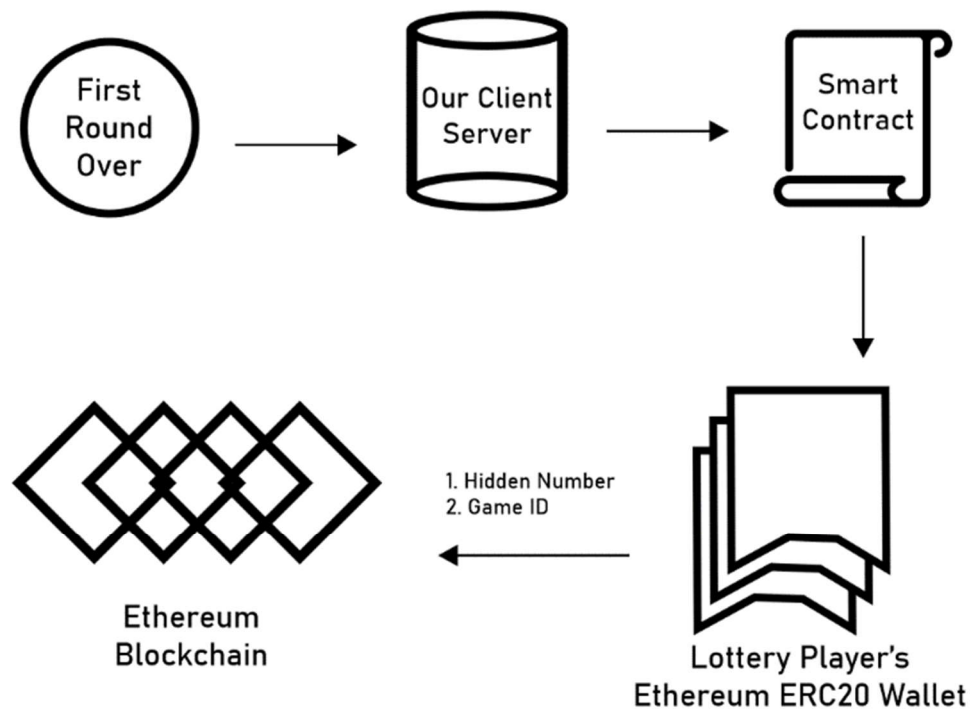 First
Round
Over
Our Client
Server
Smart
Contract
1. Hidden Number
2. Game ID
Ethereum
Blockchain
Lottery Player's
Ethereum ERC20 Wallet